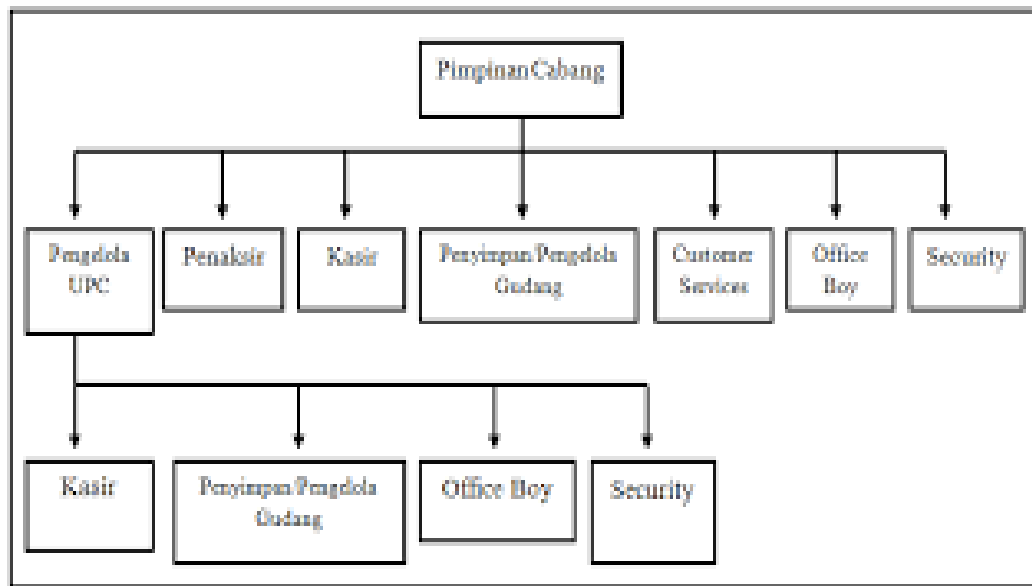 Pimpinan Cabang
Pengelola
UPC
Penaksir
Kasir
Penyimpan/Pengelola
Gudang
Customer
Services
Office
Boy
Security
Kasir
Penyimpan/Pengelola
Gudang
Office Boy
Security